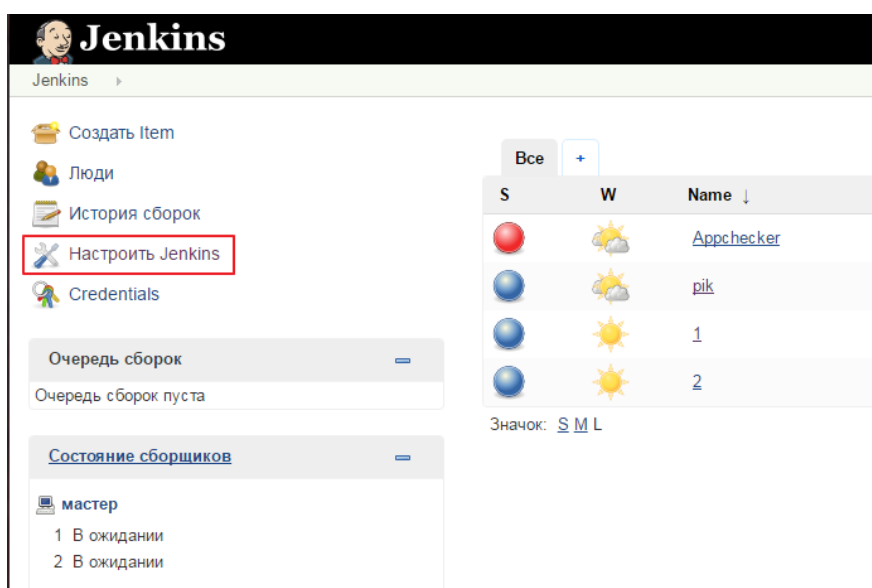 Jenkins
Jenkins
Создать Item
Люди
История сборок
Настроить Jenkins
Credentials
Очередь сборок
Очередь сборок пуста
Состояние сборщиков
мастер
1 В ожидании
2 В ожидании
Все +
S W Name ↓
Appchecker
pik
1
2
Значок: S M L